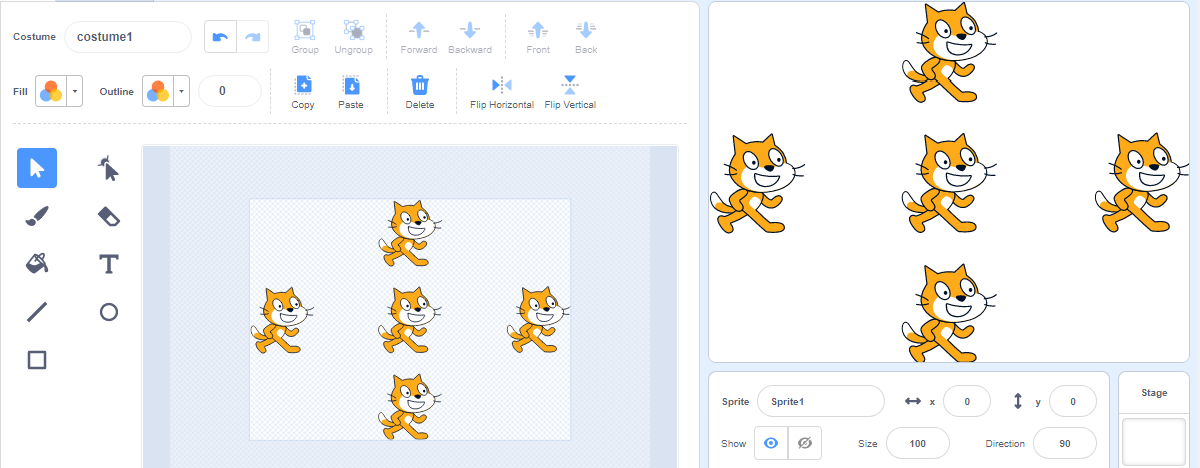 Costume costume1 Group Ungroup Forward Backward Front Back
Fill Outline 0 Copy Paste Delete Flip Horizontal Flip Vertical
T
Sprite Sprite1 x 0 y 0
Show Size 100 Direction 90
Stage